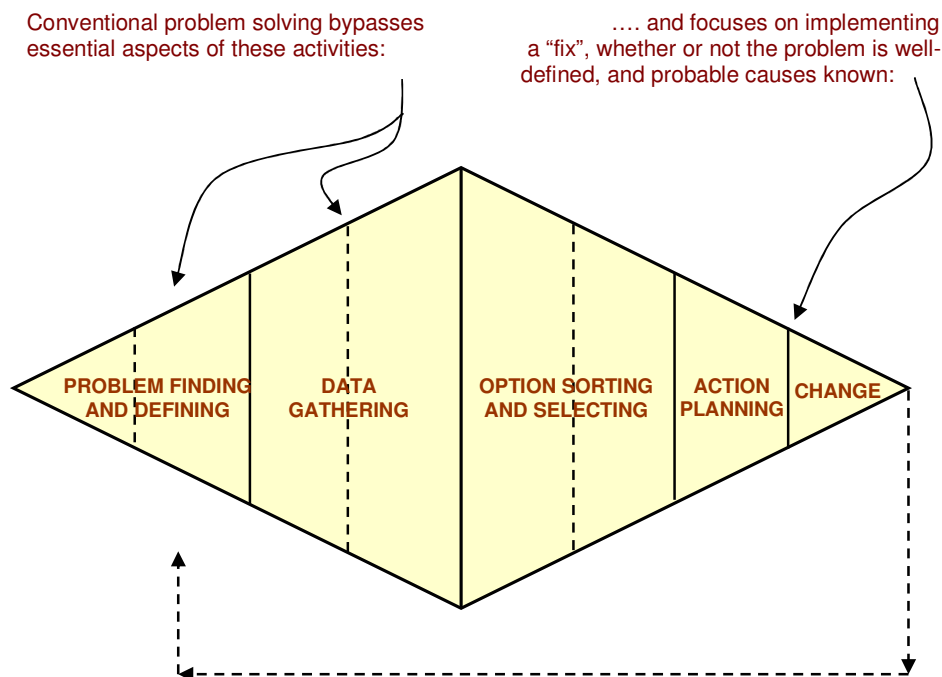 Conventional problem solving bypasses
essential aspects of these activities:
…. and focuses on implementing
a “fix”, whether or not the problem is well-
defined, and probable causes known:
PROBLEM FINDING
AND DEFINING
DATA
GATHERING
OPTION SORTING
AND SELECTING
ACTION
PLANNING
CHANGE